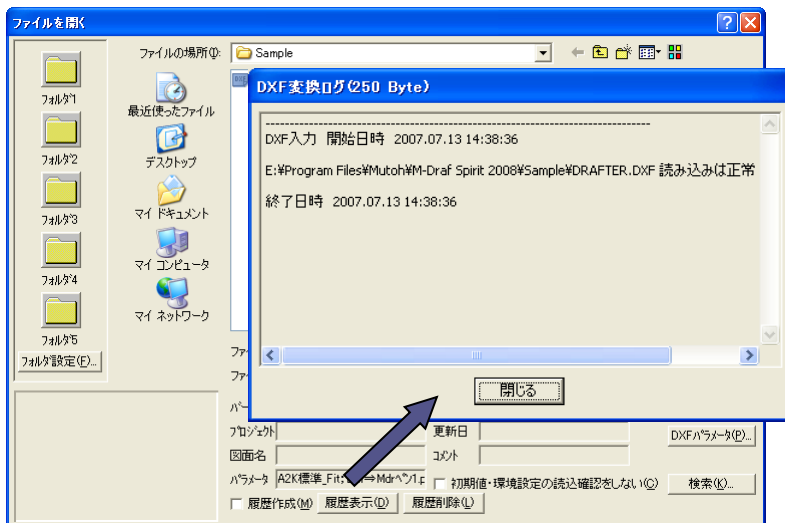 ファイルを開く
ファイルの場所(I):
Sample
フォルダ1
フォルダ2
フォルダ3
フォルダ4
フォルダ5
フォルダ設定(F)...
最近使ったファイル
デスクトップ
マイ ドキュメント
マイ コンピュータ
マイ ネットワーク
DXF変換ログ(250 Byte)
--------------------------------------------------------------------------------
DXF入力 開始日時 2007.07.13 14:38:36
E:¥Program Files¥Mutoh¥M-Draf Spirit 2008¥Sample¥DRAFTER.DXF 読み込みは正常
終了日時 2007.07.13 14:38:36
閉じる
プロジェクト
更新日
DXFパラメータ(P)...
図面名
コメント
パラメータ
A2K標準_Fit;
⇒Mdrペン1.p
初期値・環境設定の読込確認をしない(C)
検索(K)...
履歴作成(M)
履歴表示(D)
履歴削除(L)